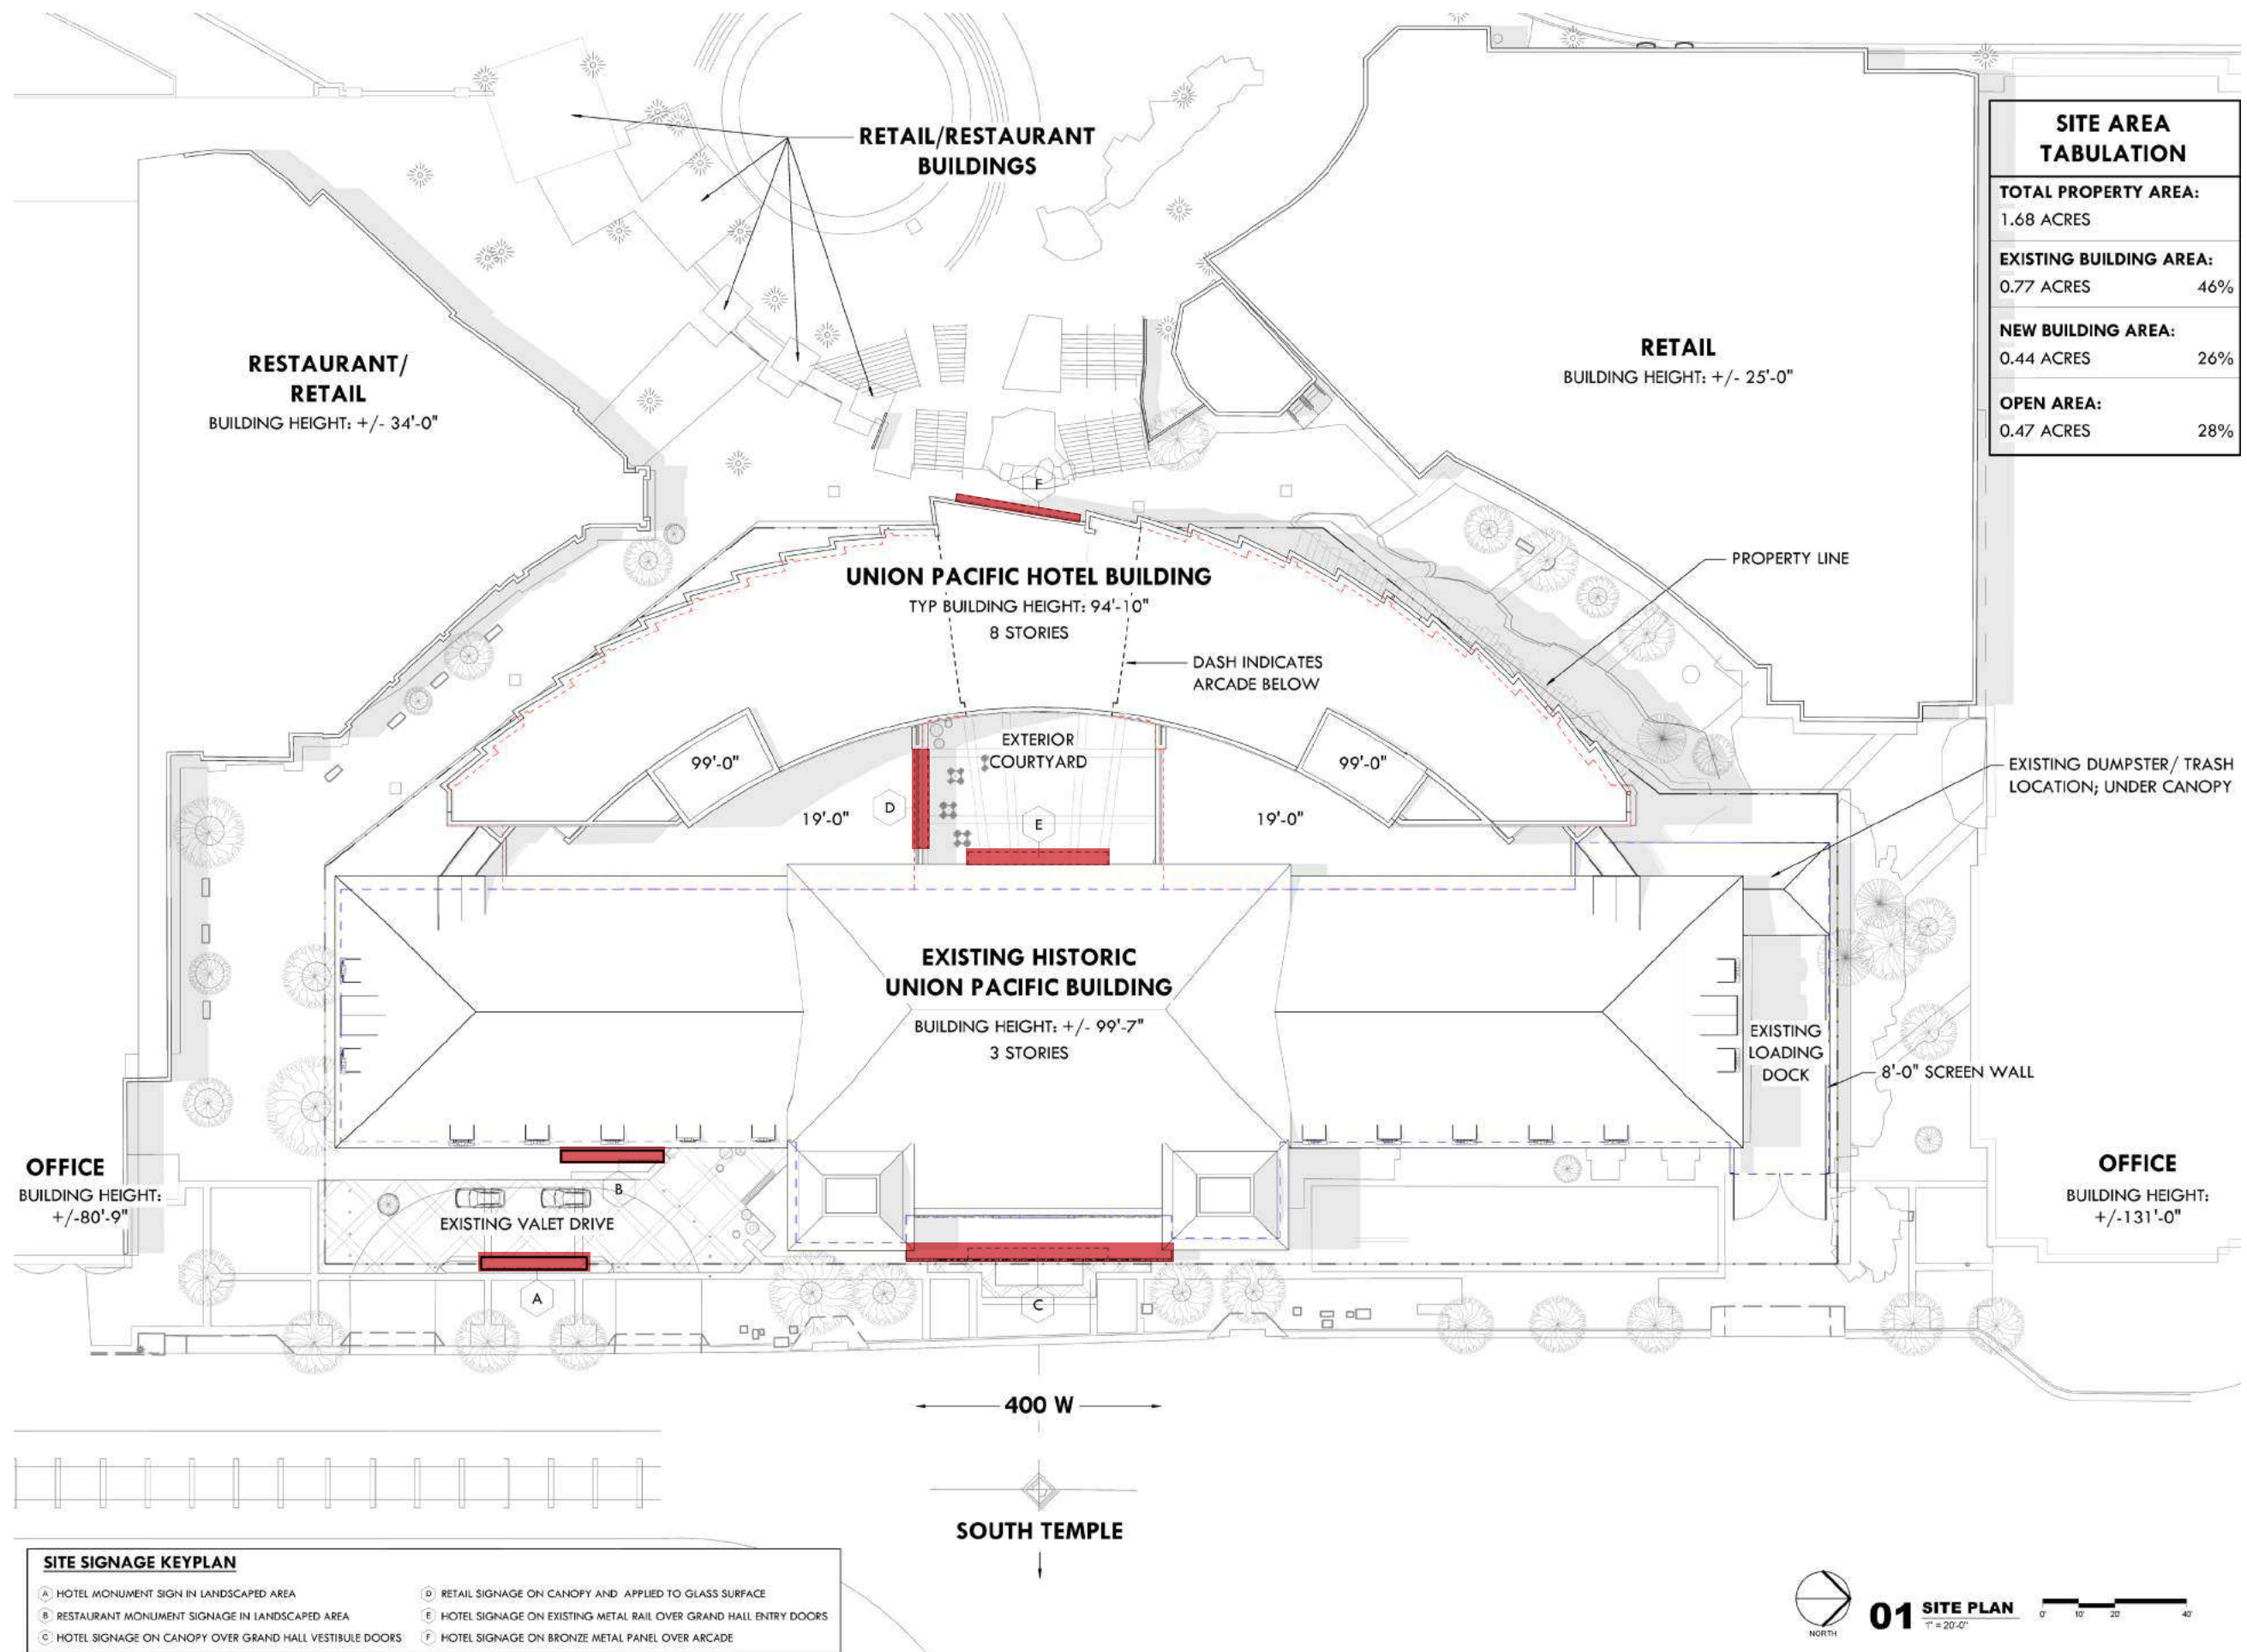 RETAIL/RESTAURANT
BUILDINGS
SITE AREA
TABULATION
TOTAL PROPERTY AREA:
1.68 ACRES
EXISTING BUILDING AREA:
0.77 ACRES 46%
NEW BUILDING AREA:
0.44 ACRES 26%
OPEN AREA:
0.47 ACRES 28%
RESTAURANT/
RETAIL
BUILDING HEIGHT: +/- 34'-0"
RETAIL
BUILDING HEIGHT: +/- 25'-0"
F
PROPERTY LINE
UNION PACIFIC HOTEL BUILDING
TYP BUILDING HEIGHT: 94'-10"
8 STORIES
DASH INDICATES
ARCADE BELOW
EXTERIOR
COURTYARD
99'-0"
99'-0"
EXISTING DUMPSTER/ TRASH
LOCATION; UNDER CANOPY
19'-0"
D
E
19'-0"
EXISTING HISTORIC
UNION PACIFIC BUILDING
BUILDING HEIGHT: +/- 99'-7"
3 STORIES
EXISTING
LOADING
DOCK
8'-0" SCREEN WALL
OFFICE
BUILDING HEIGHT:
+/-80'-9"
B
EXISTING VALET DRIVE
OFFICE
BUILDING HEIGHT:
+/-131'-0"
A
C
400 W
SOUTH TEMPLE
SITE SIGNAGE KEYPLAN
A HOTEL MONUMENT SIGN IN LANDSCAPED AREA
B RESTAURANT MONUMENT SIGNAGE IN LANDSCAPED AREA
C HOTEL SIGNAGE ON CANOPY OVER GRAND HALL VESTIBULE DOORS
D RETAIL SIGNAGE ON CANOPY AND APPLIED TO GLASS SURFACE
E HOTEL SIGNAGE ON EXISTING METAL RAIL OVER GRAND HALL ENTRY DOORS
F HOTEL SIGNAGE ON BRONZE METAL PANEL OVER ARCADE
NORTH
01 SITE PLAN
1" = 20'-0"
0' 10' 20' 40'